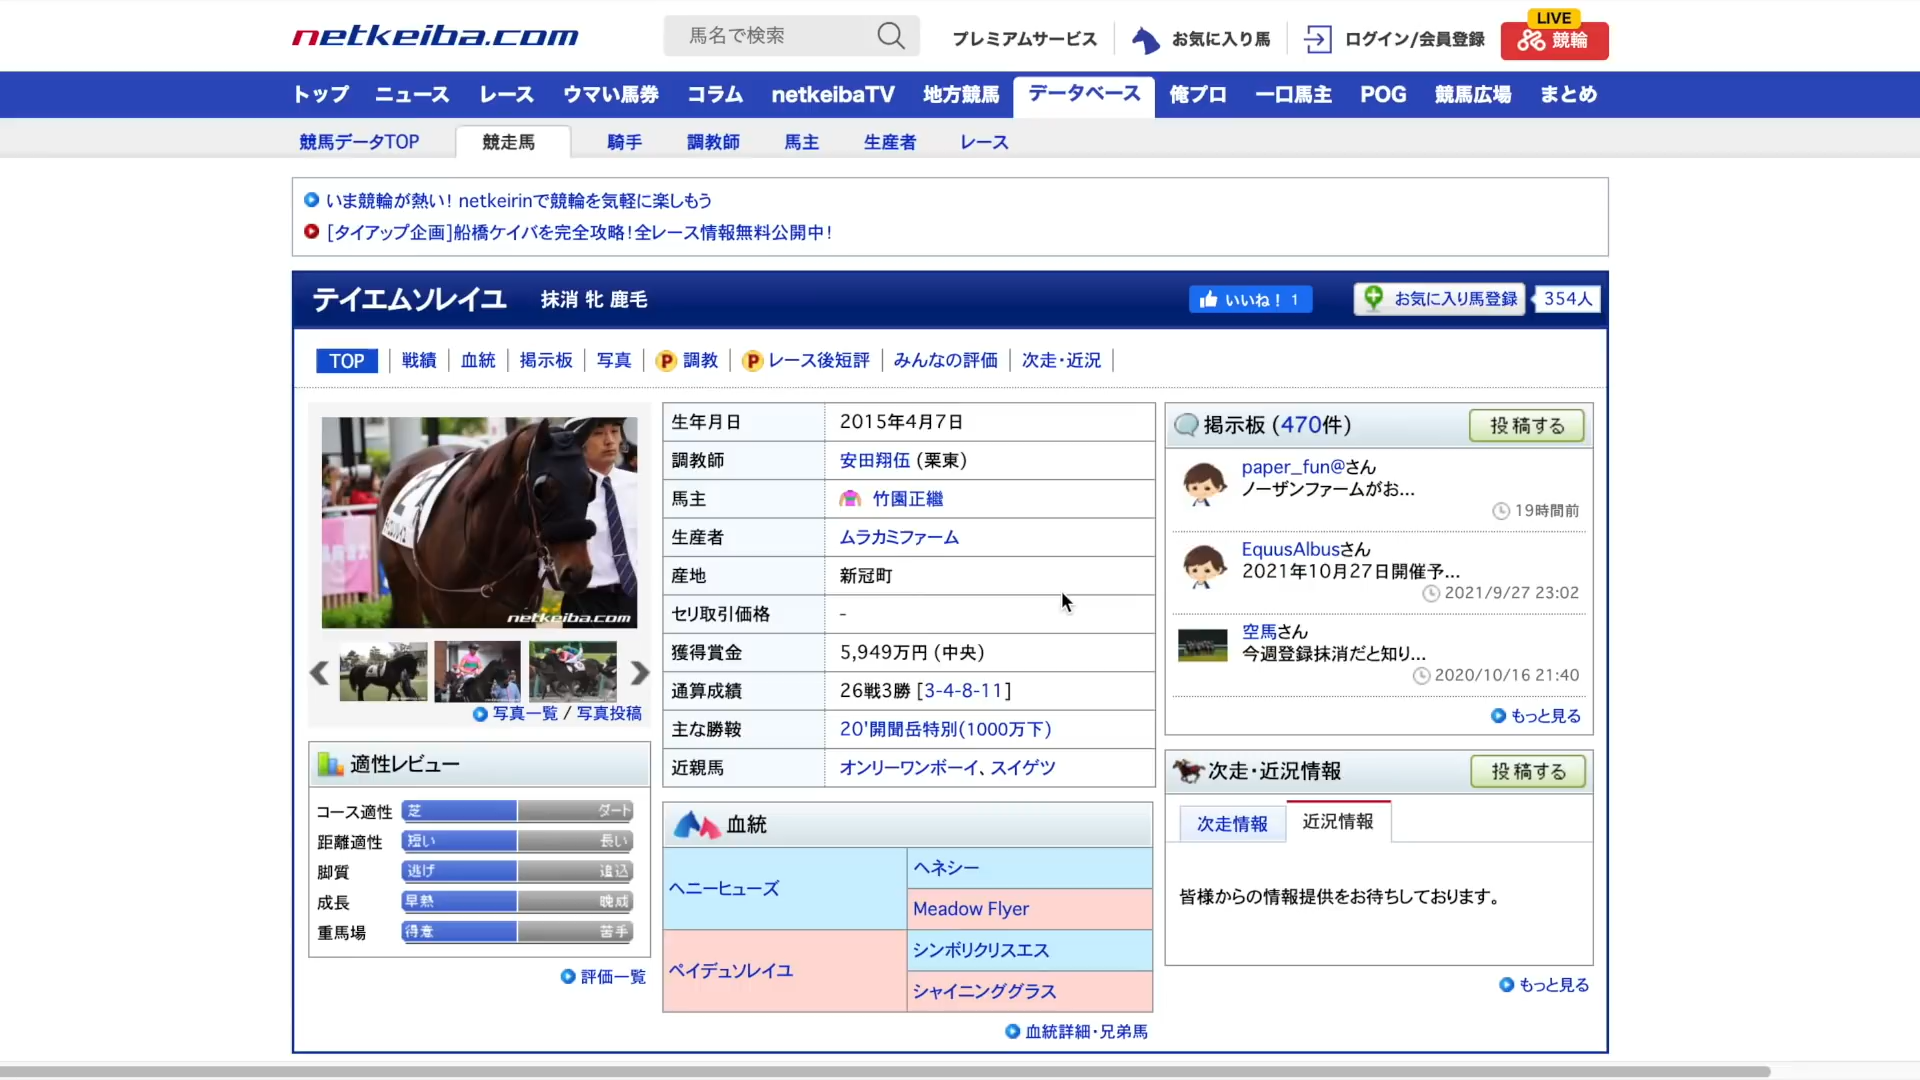 netkeiba.com
馬名で検索
プレミアムサービス
お気に入り馬
ログイン/会員登録
LIVE
競輪
トップ ニュース レース ウマい馬券 コラム netkeibaTV 地方競馬 データベース 俺プロ 一口馬主 POG 競馬広場 まとめ
競馬データTOP 競走馬 騎手 調教師 馬主 生産者 レース
いま競輪が熱い! netkeirinで競輪を気軽に楽しもう
[タイアップ企画]船橋ケイバを完全攻略!全レース情報無料公開中!
テイエムソレイユ 抹消 牝 鹿毛
いいね! 1
お気に入り馬登録
354人
TOP 戦績 血統 掲示板 写真 P 調教 P レース後短評 みんなの評価 次走・近況
netkeiba.com
写真一覧 / 写真投稿
適性レビュー
コース適性 芝 ダート
距離適性 短い 長い
脚質 逃げ 追込
成長 早熟 晩成
重馬場 得意 苦手
評価一覧
生年月日 2015年4月7日
調教師 安田翔伍 (栗東)
馬主 竹園正繼
生産者 ムラカミファーム
産地 新冠町
セリ取引価格 -
獲得賞金 5,949万円 (中央)
通算成績 26戦3勝 [3-4-8-11]
主な勝鞍 20'開聞岳特別(1000万下)
近親馬 オンリーワンボーイ、スイゲツ
血統
ヘニーヒューズ
ヘネシー
Meadow Flyer
ペイデュソレイユ
シンボリクリスエス
シャイニンググラス
血統詳細・兄弟馬
掲示板 (470件)
投稿する
paper_fun@さん
ノーザンファームがお...
19時間前
EquusAlbusさん
2021年10月27日開催予...
2021/9/27 23:02
空馬さん
今週登録抹消だと知り...
2020/10/16 21:40
もっと見る
次走・近況情報
投稿する
次走情報 近況情報
皆様からの情報提供をお待ちしております。
もっと見る